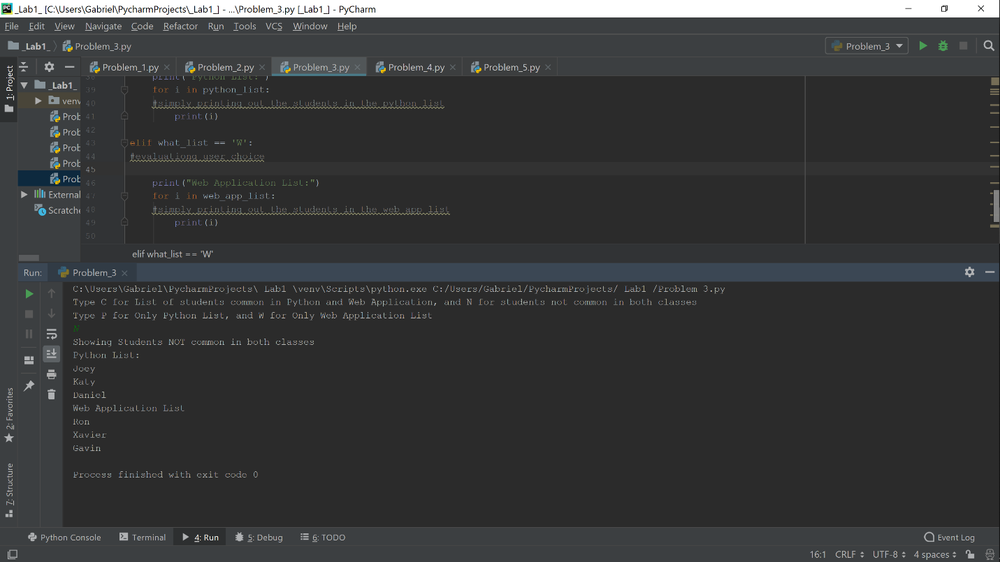 _Lab1_ [C:\Users\Gabriel\PycharmProjects\_Lab1_] - ...\Problem_3.py [_Lab1_] - PyCharm
File Edit View Navigate Code Refactor Run Tools VCS Window Help
_Lab1_ Problem_3.py Problem_3
Problem_1.py Problem_2.py Problem_3.py Problem_4.py Problem_5.py
1: Project
_Lab1_
venv
Prob
Prob
Prob
Prob
Prob
External
Scratche
38 print("Python List:")
39 for i in python_list:
40 #simply printing out the students in the python list
41 print(i)
42
43 elif what_list == 'W':
44 #evaluationg user choice
45
46 print("Web Application List:")
47 for i in web_app_list:
48 #simply printing out the students in the web app list
49 print(i)
50
elif what_list == 'W'
Run: Problem_3
C:\Users\Gabriel\PycharmProjects\ Lab1 \venv\Scripts\python.exe C:/Users/Gabriel/PycharmProjects/ Lab1 /Problem 3.py
Type C for List of students common in Python and Web Application, and N for students not common in both classes
Type P for Only Python List, and W for Only Web Application List
N
Showing Students NOT common in both classes
Python List:
Joey
Katy
Daniel
Web Application List
Ron
Xavier
Gavin
Process finished with exit code 0
2: Favorites
7: Structure
Python Console Terminal 4: Run 5: Debug 6: TODO Event Log
16:1 CRLF UTF-8 4 spaces